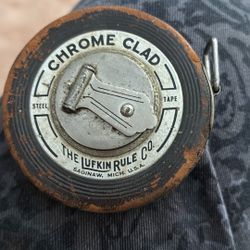 CHROME CLAD
STEEL TAPE
THE LUFKIN RULE CO.
SAGINAW, MICH. U.S.A.